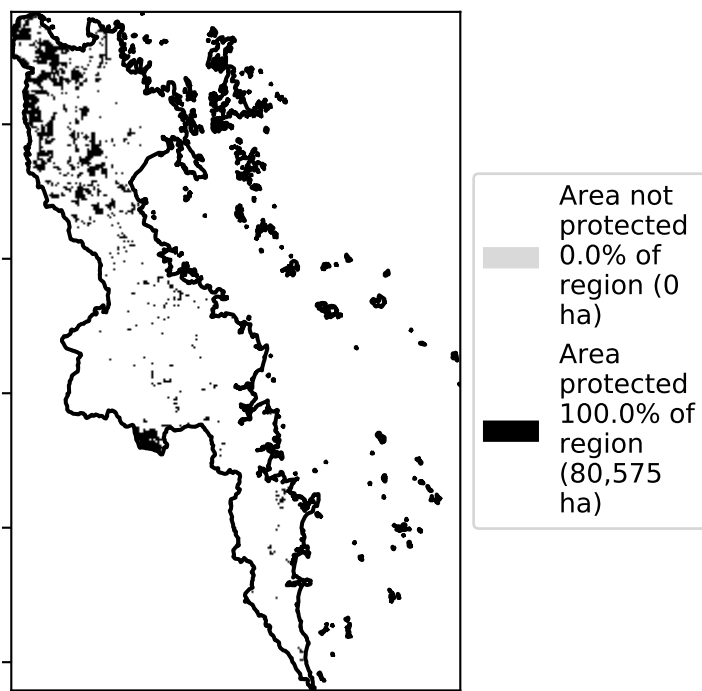 Area not
protected
0.0% of
region (0
ha)
Area
protected
100.0% of
region
(80,575
ha)